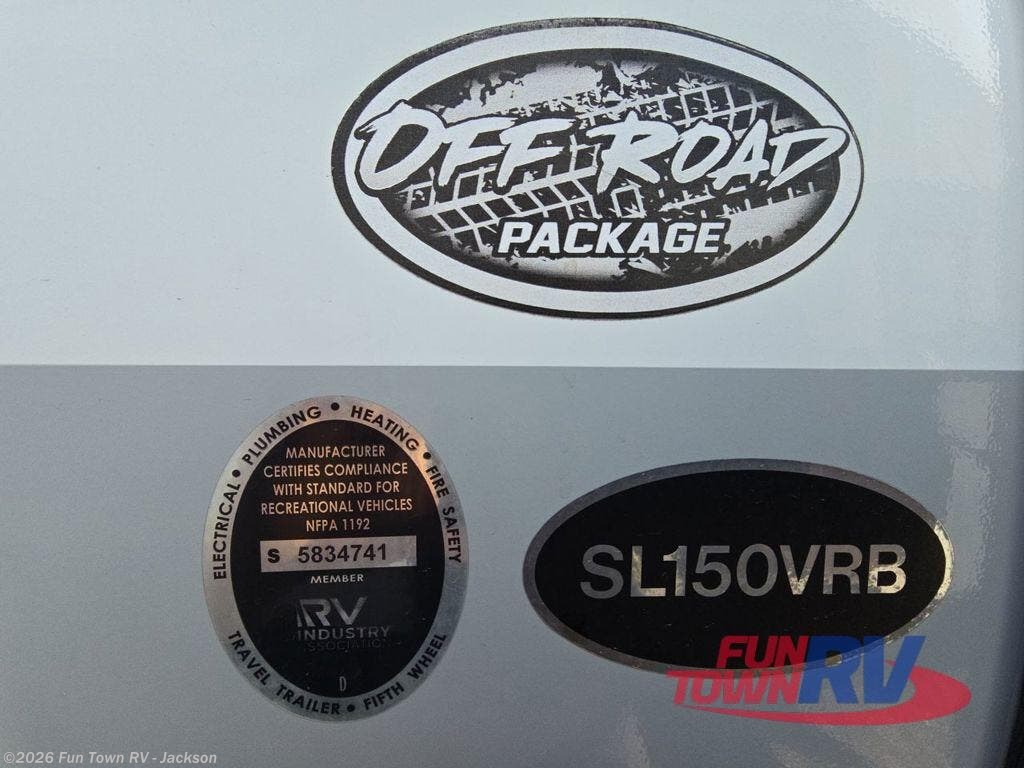 OFF ROAD
PACKAGE
ELECTRICAL • PLUMBING • HEATING • FIRE SAFETY
MANUFACTURER
CERTIFIES COMPLIANCE
WITH STANDARD FOR
RECREATIONAL VEHICLES
NFPA 1192
S 5834741
MEMBER
RV
INDUSTRY
ASSOCIATION
D
TRAVEL TRAILER • FIFTH WHEEL
SL150VRB
FUN
TOWN RV
©2026 Fun Town RV - Jackson